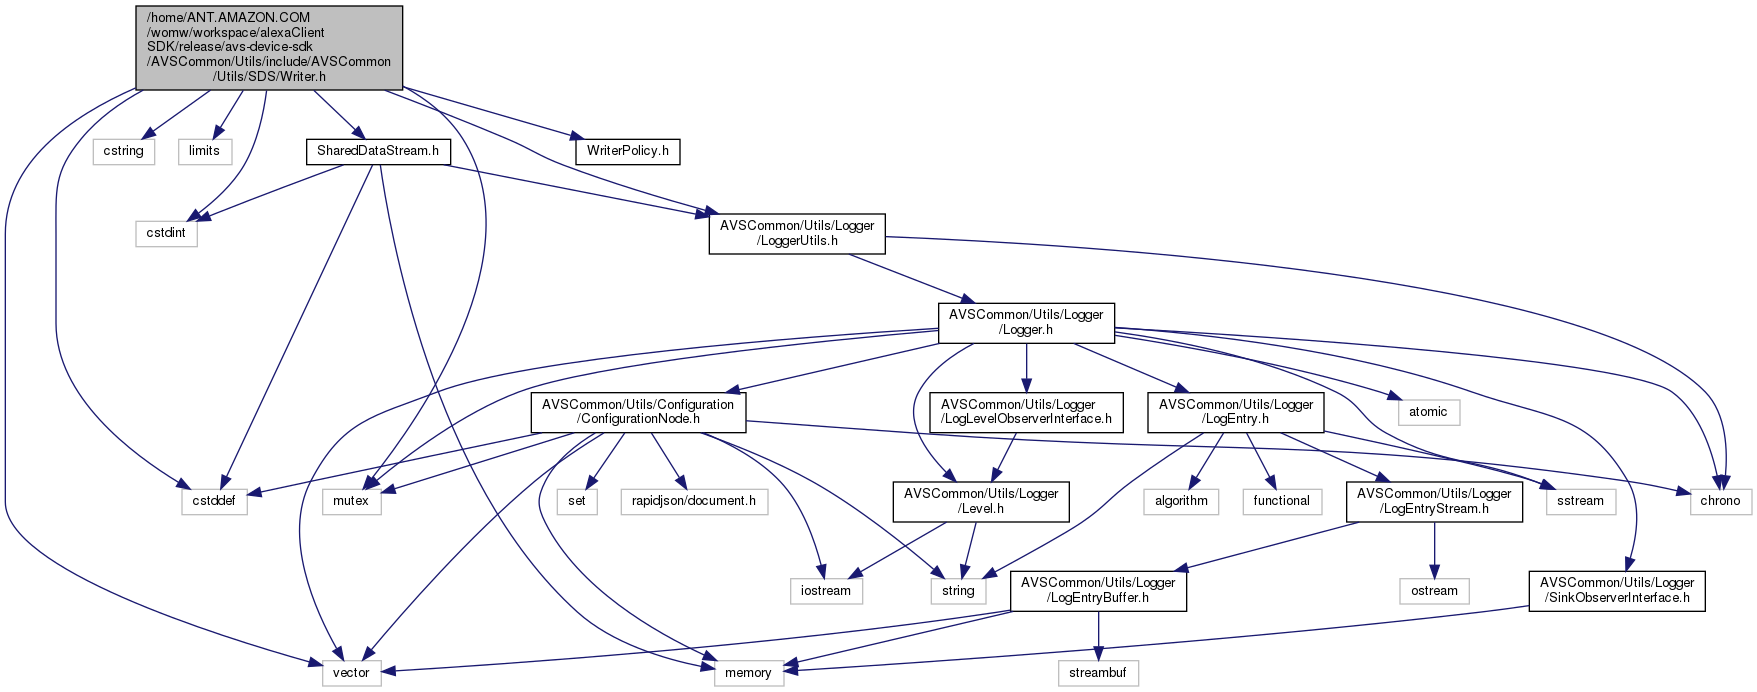 /home/ANT.AMAZON.COM
/womw/workspace/alexaClient
SDK/release/avs-device-sdk
/AVSCommon/Utils/include/AVSCommon
/Utils/SDS/Writer.h
cstring
limits
SharedDataStream.h
WriterPolicy.h
cstdint
AVSCommon/Utils/Logger
/LoggerUtils.h
AVSCommon/Utils/Logger
/Logger.h
AVSCommon/Utils/Configuration
/ConfigurationNode.h
AVSCommon/Utils/Logger
/LogLevelObserverInterface.h
AVSCommon/Utils/Logger
/LogEntry.h
atomic
cstddef
mutex
set
rapidjson/document.h
AVSCommon/Utils/Logger
/Level.h
algorithm
functional
AVSCommon/Utils/Logger
/LogEntryStream.h
sstream
chrono
iostream
string
AVSCommon/Utils/Logger
/LogEntryBuffer.h
ostream
AVSCommon/Utils/Logger
/SinkObserverInterface.h
vector
memory
streambuf